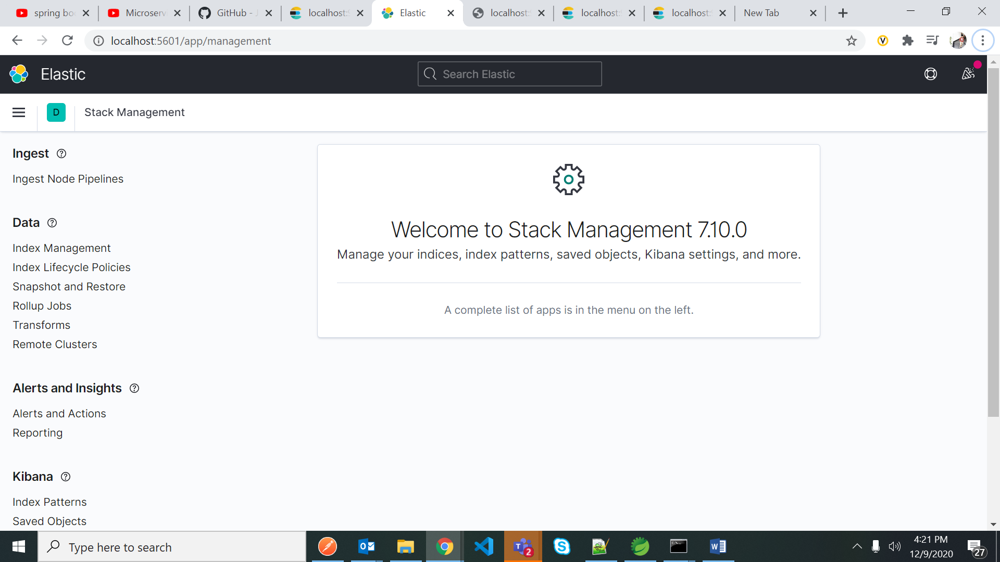 spring bo
Microserv
GitHub - J
localhost:
Elastic
localhost:
localhost:
localhost:
New Tab
localhost:5601/app/management
Elastic
Search Elastic
D
Stack Management
Ingest
Ingest Node Pipelines
Data
Index Management
Index Lifecycle Policies
Snapshot and Restore
Rollup Jobs
Transforms
Remote Clusters
Alerts and Insights
Alerts and Actions
Reporting
Kibana
Index Patterns
Saved Objects
Welcome to Stack Management 7.10.0
Manage your indices, index patterns, saved objects, Kibana settings, and more.
A complete list of apps is in the menu on the left.
Type here to search
2
4:21 PM
12/9/2020
27